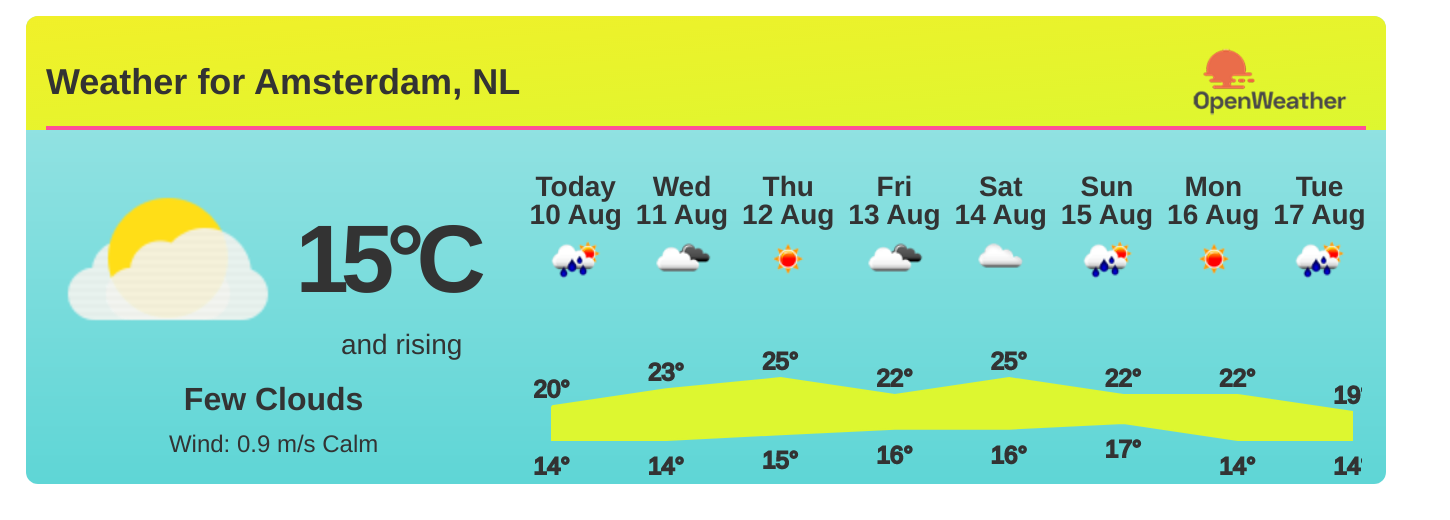 Weather for Amsterdam, NL
OpenWeather
15°C
and rising
Few Clouds
Wind: 0.9 m/s Calm
Today Wed Thu Fri Sat Sun Mon Tue
10 Aug 11 Aug 12 Aug 13 Aug 14 Aug 15 Aug 16 Aug 17 Aug
20° 23° 25° 22° 25° 22° 22° 19°
14° 14° 15° 16° 16° 17° 14° 14°